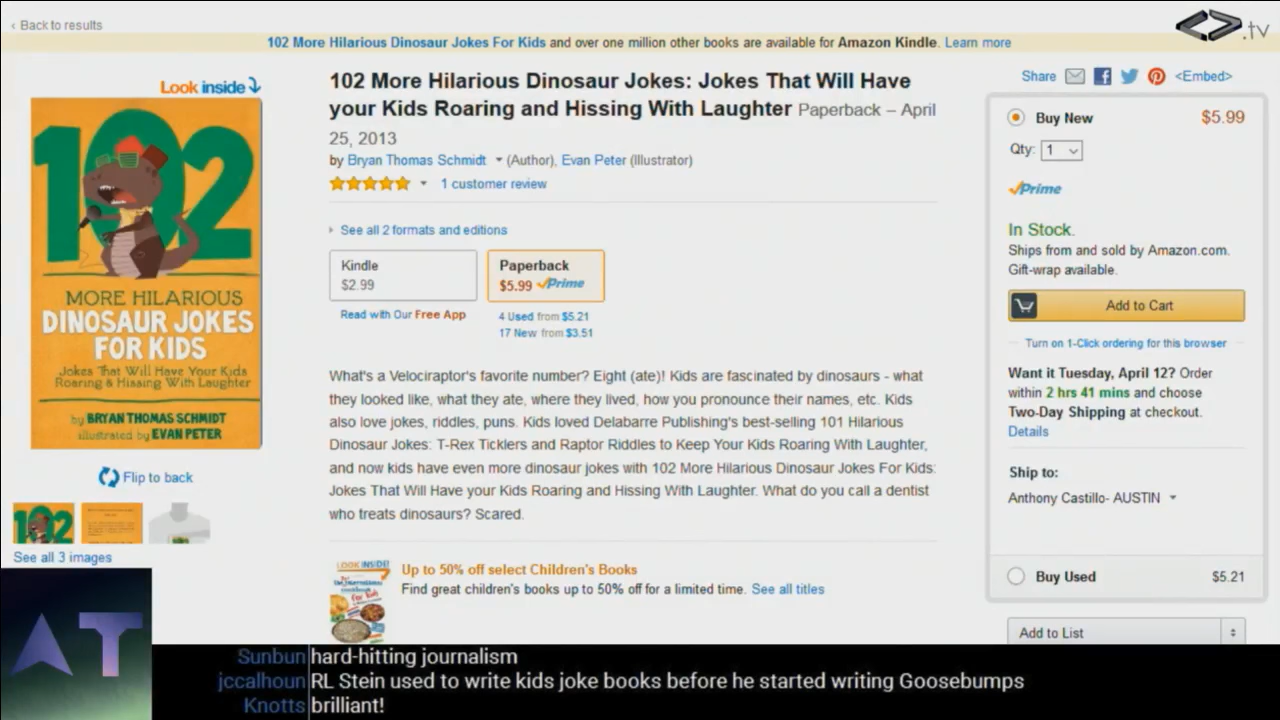 ‹ Back to results
.tv
102 More Hilarious Dinosaur Jokes For Kids and over one million other books are available for Amazon Kindle. Learn more
Look inside
102
MORE HILARIOUS
DINOSAUR JOKES
FOR KIDS
Jokes That Will Have Your Kids
Roaring & Hissing With Laughter
by BRYAN THOMAS SCHMIDT
illustrated by EVAN PETER
Flip to back
102
See all 3 images
102 More Hilarious Dinosaur Jokes: Jokes That Will Have
your Kids Roaring and Hissing With Laughter Paperback – April
25, 2013
by Bryan Thomas Schmidt (Author), Evan Peter (Illustrator)
1 customer review
See all 2 formats and editions
Kindle
$2.99
Read with Our Free App
Paperback
$5.99 Prime
4 Used from $5.21
17 New from $3.51
What's a Velociraptor's favorite number? Eight (ate)! Kids are fascinated by dinosaurs - what
they looked like, what they ate, where they lived, how you pronounce their names, etc. Kids
also love jokes, riddles, puns. Kids loved Delabarre Publishing's best-selling 101 Hilarious
Dinosaur Jokes: T-Rex Ticklers and Raptor Riddles to Keep Your Kids Roaring With Laughter,
and now kids have even more dinosaur jokes with 102 More Hilarious Dinosaur Jokes For Kids:
Jokes That Will Have your Kids Roaring and Hissing With Laughter. What do you call a dentist
who treats dinosaurs? Scared.
LOOK INSIDE!
for Kids
Up to 50% off select Children's Books
Find great children's books up to 50% off for a limited time. See all titles
Share <Embed>
Buy New $5.99
Qty: 1
Prime
In Stock.
Ships from and sold by Amazon.com.
Gift-wrap available.
Add to Cart
Turn on 1-Click ordering for this browser
Want it Tuesday, April 12? Order
within 2 hrs 41 mins and choose
Two-Day Shipping at checkout.
Details
Ship to:
Anthony Castillo- AUSTIN
Buy Used $5.21
Add to List
AT
Sunbun hard-hitting journalism
jccalhoun RL Stein used to write kids joke books before he started writing Goosebumps
Knotts brilliant!